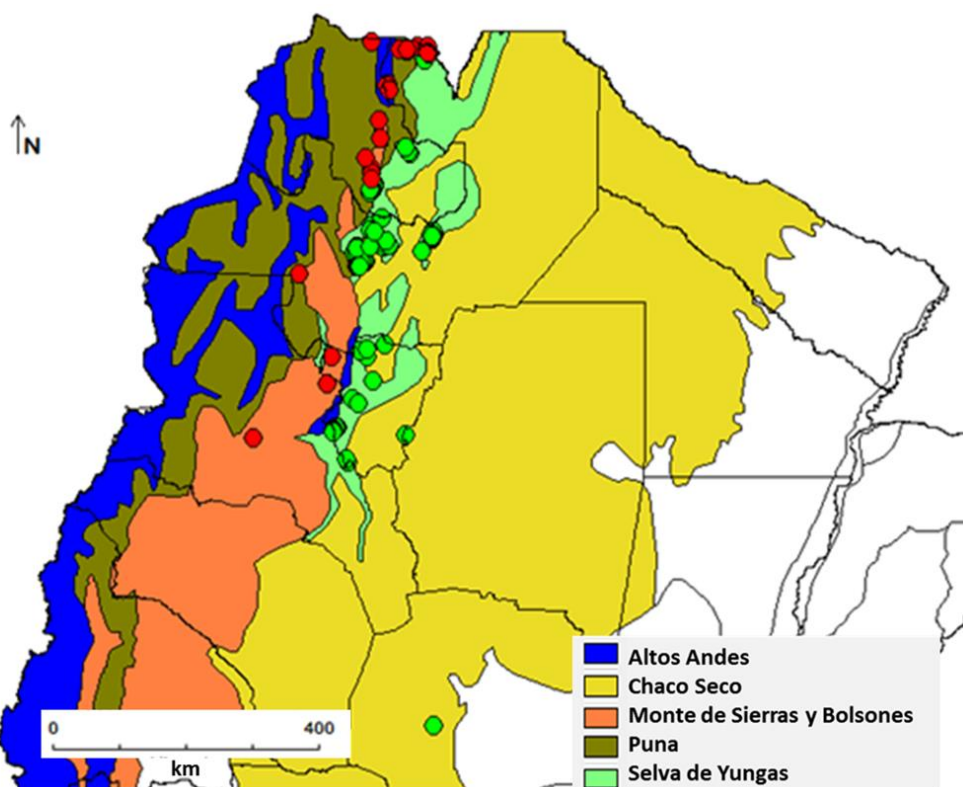 N
Altos Andes
Chaco Seco
Monte de Sierras y Bolsones
Puna
Selva de Yungas
0 400
km